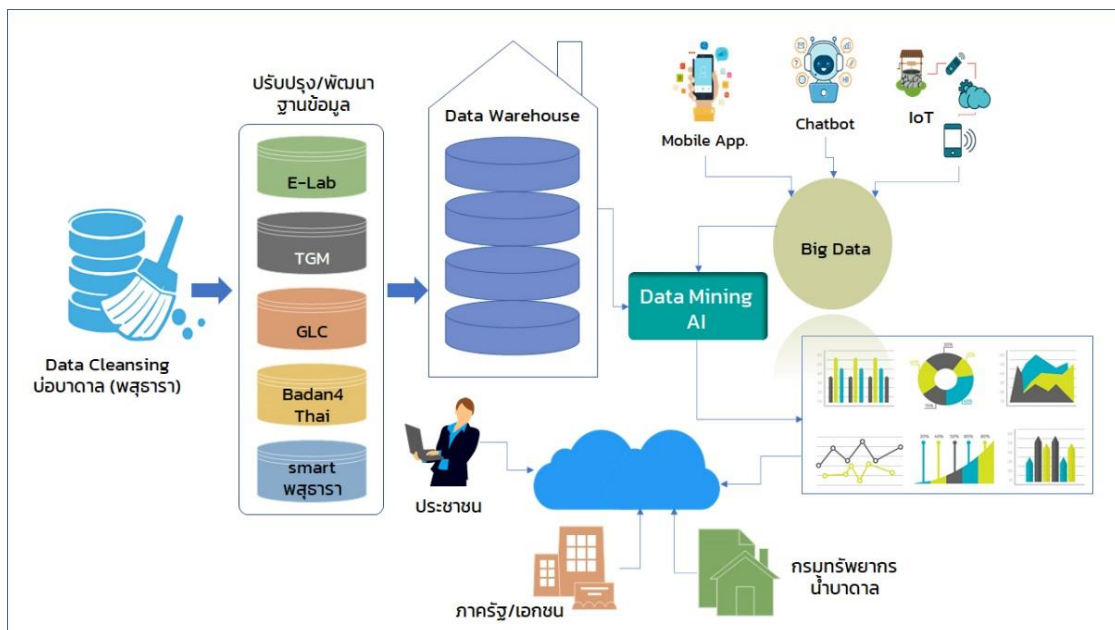 ปรับปรุง/พัฒนา
ฐานข้อมูล
Data Warehouse
Mobile App.
Chatbot
IoT
E-Lab
TGM
GLC
Badan4
Thai
smart
พสุธารา
Data Cleansing
บ่อบาดาล (พสุธารา)
Big Data
Data Mining
AI
ประชาชน
ภาครัฐ/เอกชน
กรมทรัพยากร
น้ำบาดาล